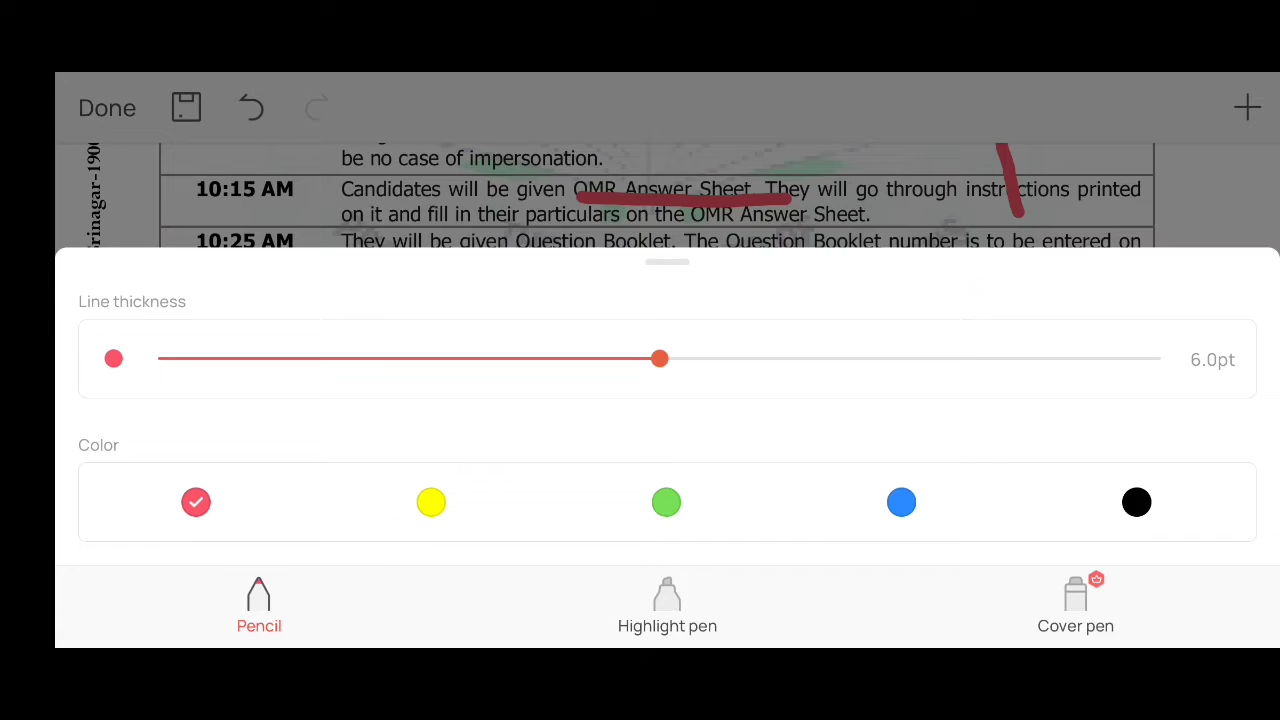 Done
be no case of impersonation.
10:15 AM Candidates will be given OMR Answer Sheet. They will go through instructions printed
on it and fill in their particulars on the OMR Answer Sheet.
10:25 AM They will be given Question Booklet. The Question Booklet number is to be entered on
Line thickness
6.0pt
Color
Pencil
Highlight pen
Cover pen